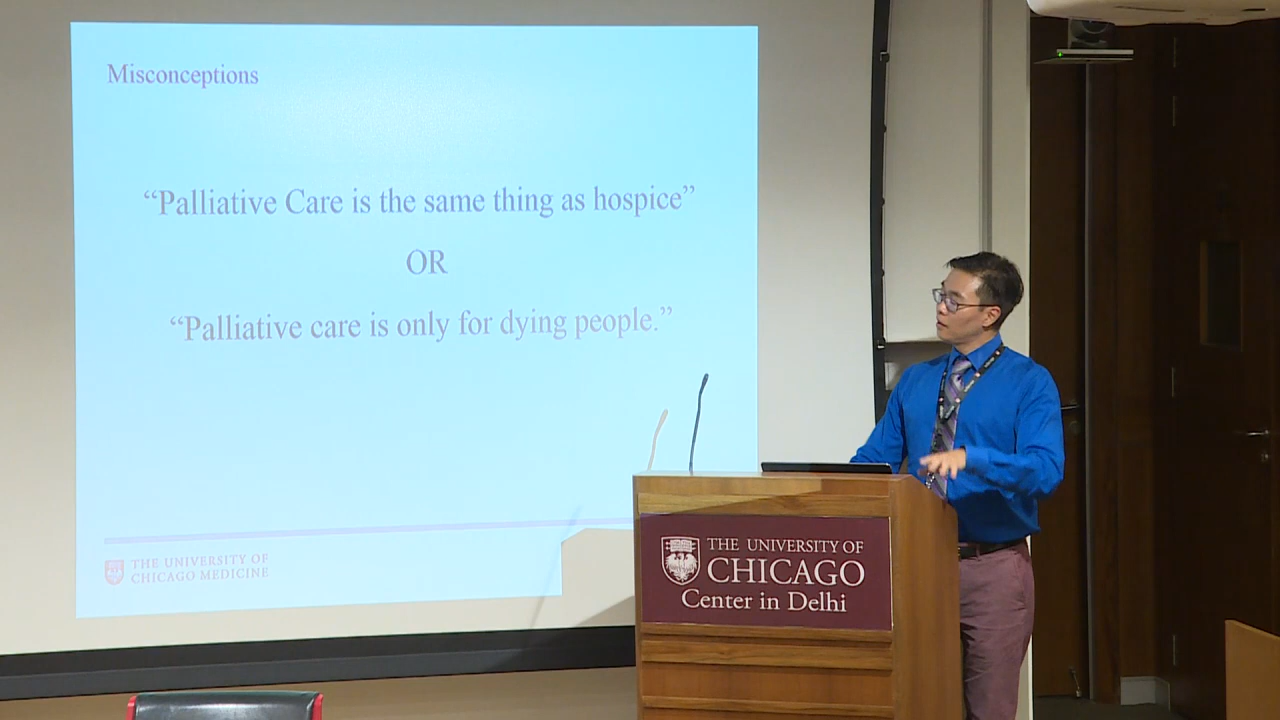 Misconceptions
“Palliative Care is the same thing as hospice”
OR
“Palliative care is only for dying people.”
THE UNIVERSITY OF
CHICAGO MEDICINE
THE UNIVERSITY OF
CHICAGO
Center in Delhi